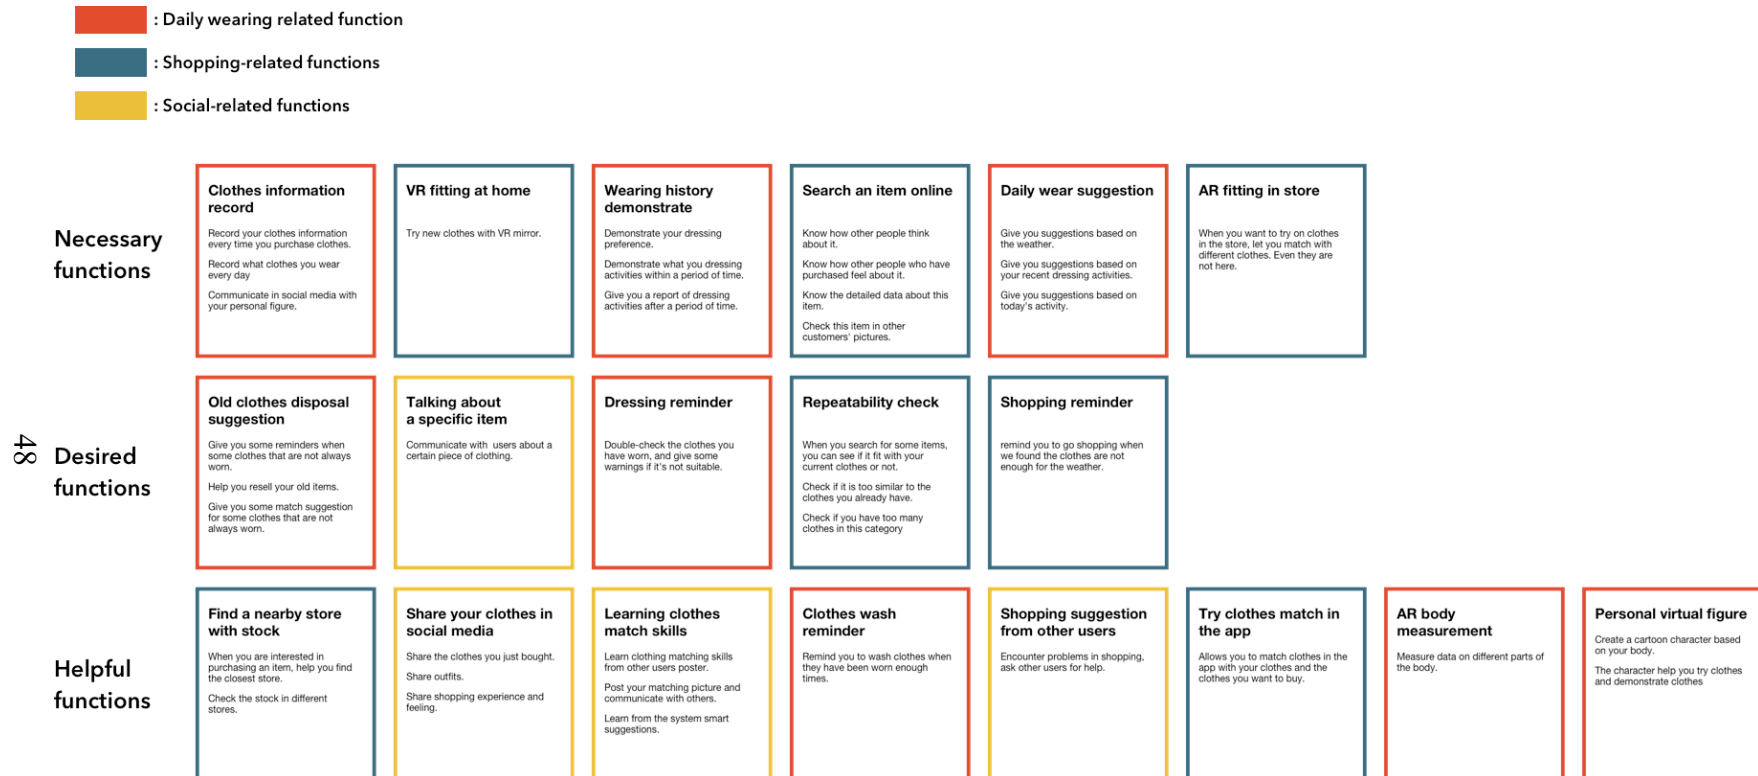 : Daily wearing related function
: Shopping-related functions
: Social-related functions
Necessary
functions
Clothes information
record
Record your clothes information
every time you purchase clothes.
Record what clothes you wear
every day
Communicate in social media with
your personal figure.
VR fitting at home
Try new clothes with VR mirror.
Wearing history
demonstrate
Demonstrate your dressing
preference.
Demonstrate what you dressing
activities within a period of time.
Give you a report of dressing
activities after a period of time.
Search an item online
Know how other people think
about it.
Know how other people who have
purchased feel about it.
Know the detailed data about this
item.
Check this item in other
customers' pictures.
Daily wear suggestion
Give you suggestions based on
the weather.
Give you suggestions based on
your recent dressing activities.
Give you suggestions based on
today's activity.
AR fitting in store
When you want to try on clothes
in the store, let you match with
different clothes. Even they are
not here.
48
Desired
functions
Old clothes disposal
suggestion
Give you some reminders when
some clothes that are not always
worn.
Help you resell your old items.
Give you some match suggestion
for some clothes that are not
always worn.
Talking about
a specific item
Communicate with users about a
certain piece of clothing.
Dressing reminder
Double-check the clothes you
have worn, and give some
warnings if it's not suitable.
Repeatability check
When you search for some items,
you can see if it fit with your
current clothes or not.
Check if it is too similar to the
clothes you already have.
Check if you have too many
clothes in this category
Shopping reminder
remind you to go shopping when
we found the clothes are not
enough for the weather.
Helpful
functions
Find a nearby store
with stock
When you are interested in
purchasing an item, help you find
the closest store.
Check the stock in different
stores.
Share your clothes in
social media
Share the clothes you just bought.
Share outfits.
Share shopping experience and
feeling.
Learning clothes
match skills
Learn clothing matching skills
from other users poster.
Post your matching picture and
communicate with others.
Learn from the system smart
suggestions.
Clothes wash
reminder
Remind you to wash clothes when
they have been worn enough
times.
Shopping suggestion
from other users
Encounter problems in shopping,
ask other users for help.
Try clothes match in
the app
Allows you to match clothes in the
app with your clothes and the
clothes you want to buy.
AR body
measurement
Measure data on different parts of
the body.
Personal virtual figure
Create a cartoon character based
on your body.
The character help you try clothes
and demonstrate clothes